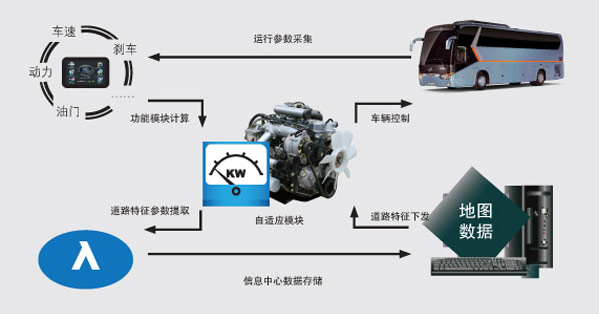 车速
刹车
动力
油门
......
运行参数采集
功能模块计算
车辆控制
KW
道路特征参数提取
自适应模块
道路特征下发
地图
数据
λ
信息中心数据存储